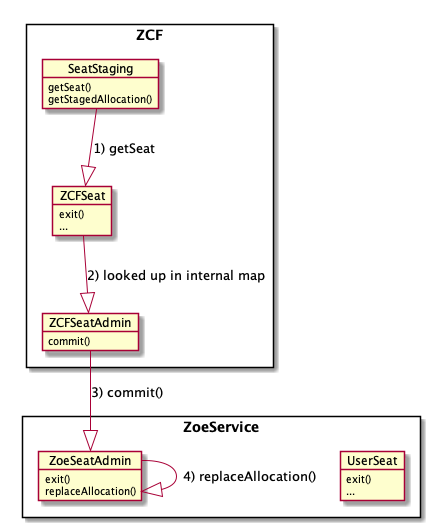 ZCF
SeatStaging
getSeat()
getStagedAllocation()
1) getSeat
ZCFSeat
exit()
...
2) looked up in internal map
ZCFSeatAdmin
commit()
3) commit()
ZoeService
ZoeSeatAdmin
exit()
replaceAllocation()
4) replaceAllocation()
UserSeat
exit()
...